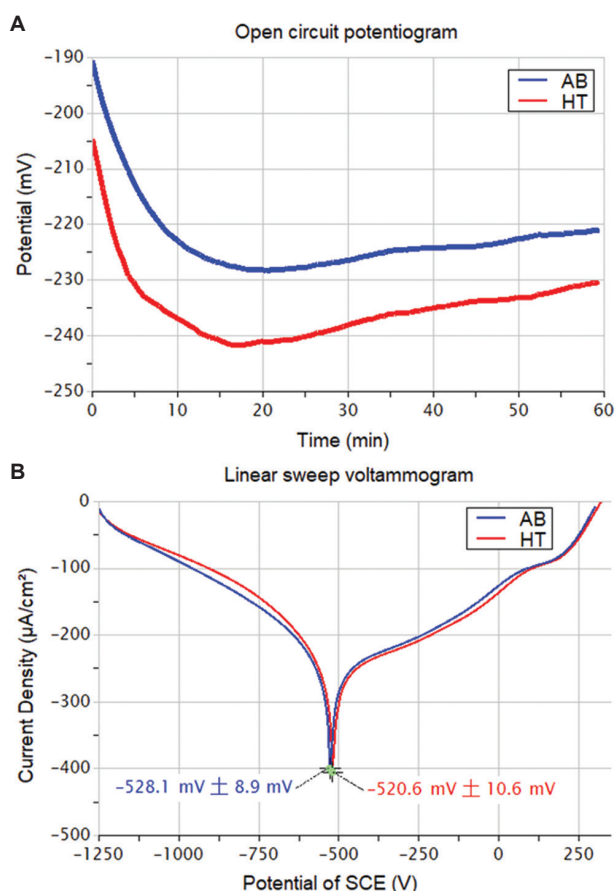 A
Open circuit potentiogram
Potential (mV)
−190
−200
−210
−220
−230
−240
−250
AB
HT
0 10 20 30 40 50 60
Time (min)
B
Linear sweep voltammogram
Current Density (µA/cm²)
0
−100
−200
−300
−400
−500
AB
HT
−528.1 mV ± 8.9 mV
−520.6 mV ± 10.6 mV
−1250 −1000 −750 −500 −250 0 250
Potential of SCE (V)